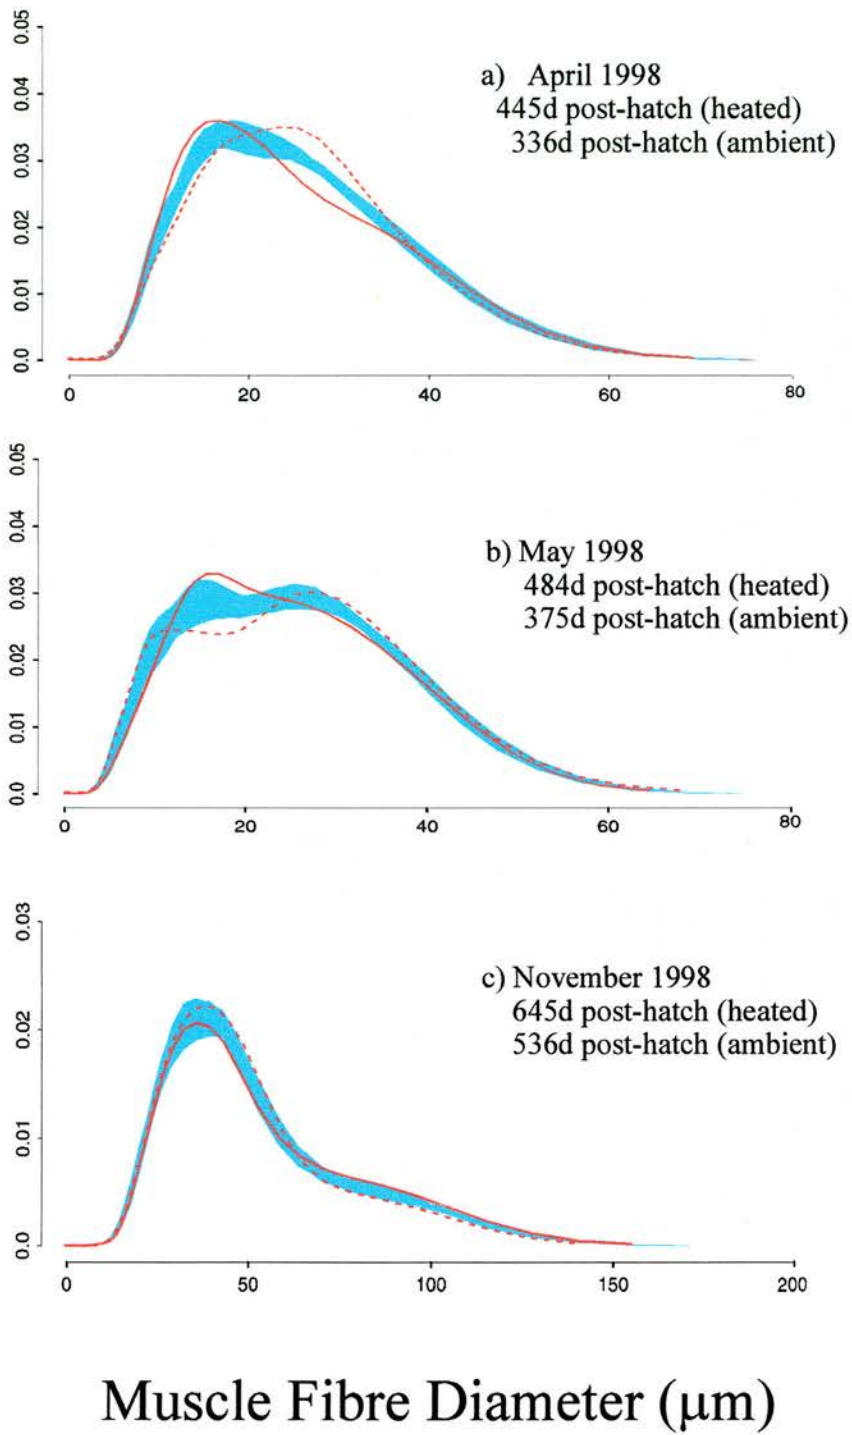 0.05
0.04
0.03
0.02
0.01
0.0
a) April 1998
445d post-hatch (heated)
336d post-hatch (ambient)
0 20 40 60 80
0.05
0.04
0.03
0.02
0.01
0.0
b) May 1998
484d post-hatch (heated)
375d post-hatch (ambient)
0 20 40 60 80
0.03
0.02
0.01
0.0
c) November 1998
645d post-hatch (heated)
536d post-hatch (ambient)
0 50 100 150 200
Muscle Fibre Diameter (μm)